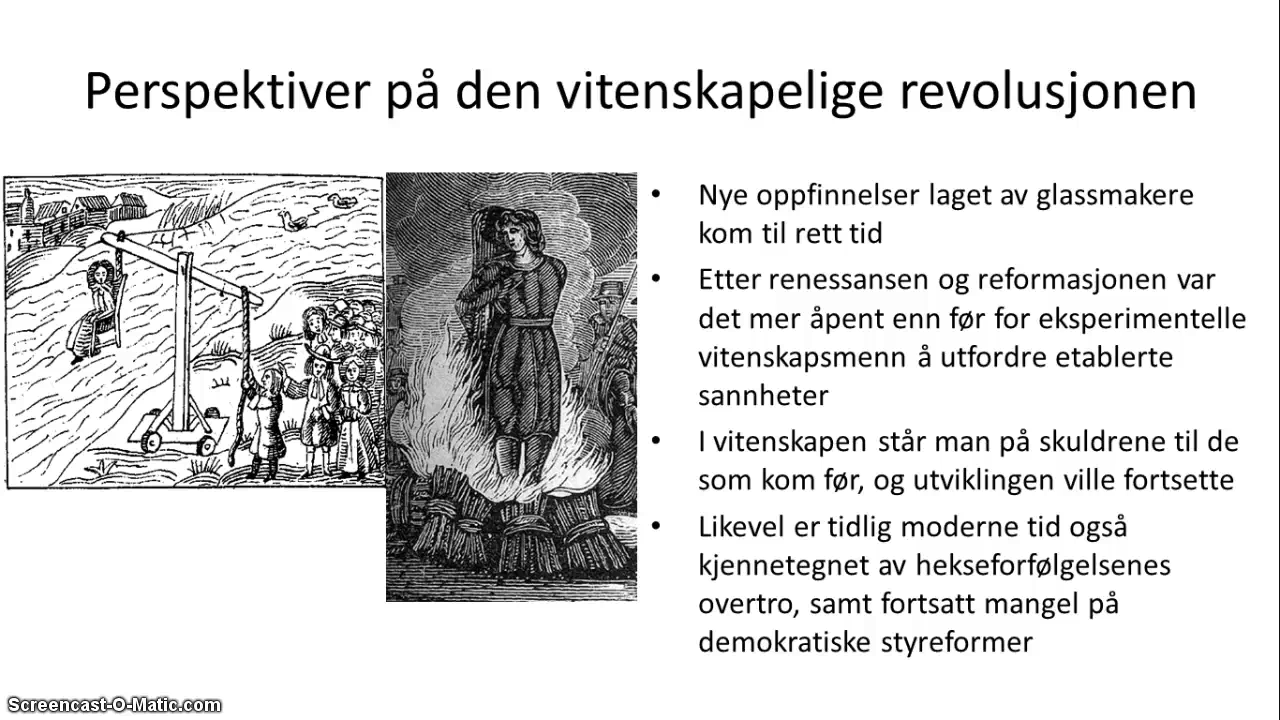 Perspektiver på den vitenskapelige revolusjonen
• Nye oppfinnelser laget av glassmakere
kom til rett tid
• Etter renessansen og reformasjonen var
det mer åpent enn før for eksperimentelle
vitenskapsmenn å utfordre etablerte
sannheter
• I vitenskapen står man på skuldrene til de
som kom før, og utviklingen ville fortsette
• Likevel er tidlig moderne tid også
kjennetegnet av hekseforfølgelsenes
overtro, samt fortsatt mangel på
demokratiske styreformer
Screencast-O-Matic.com